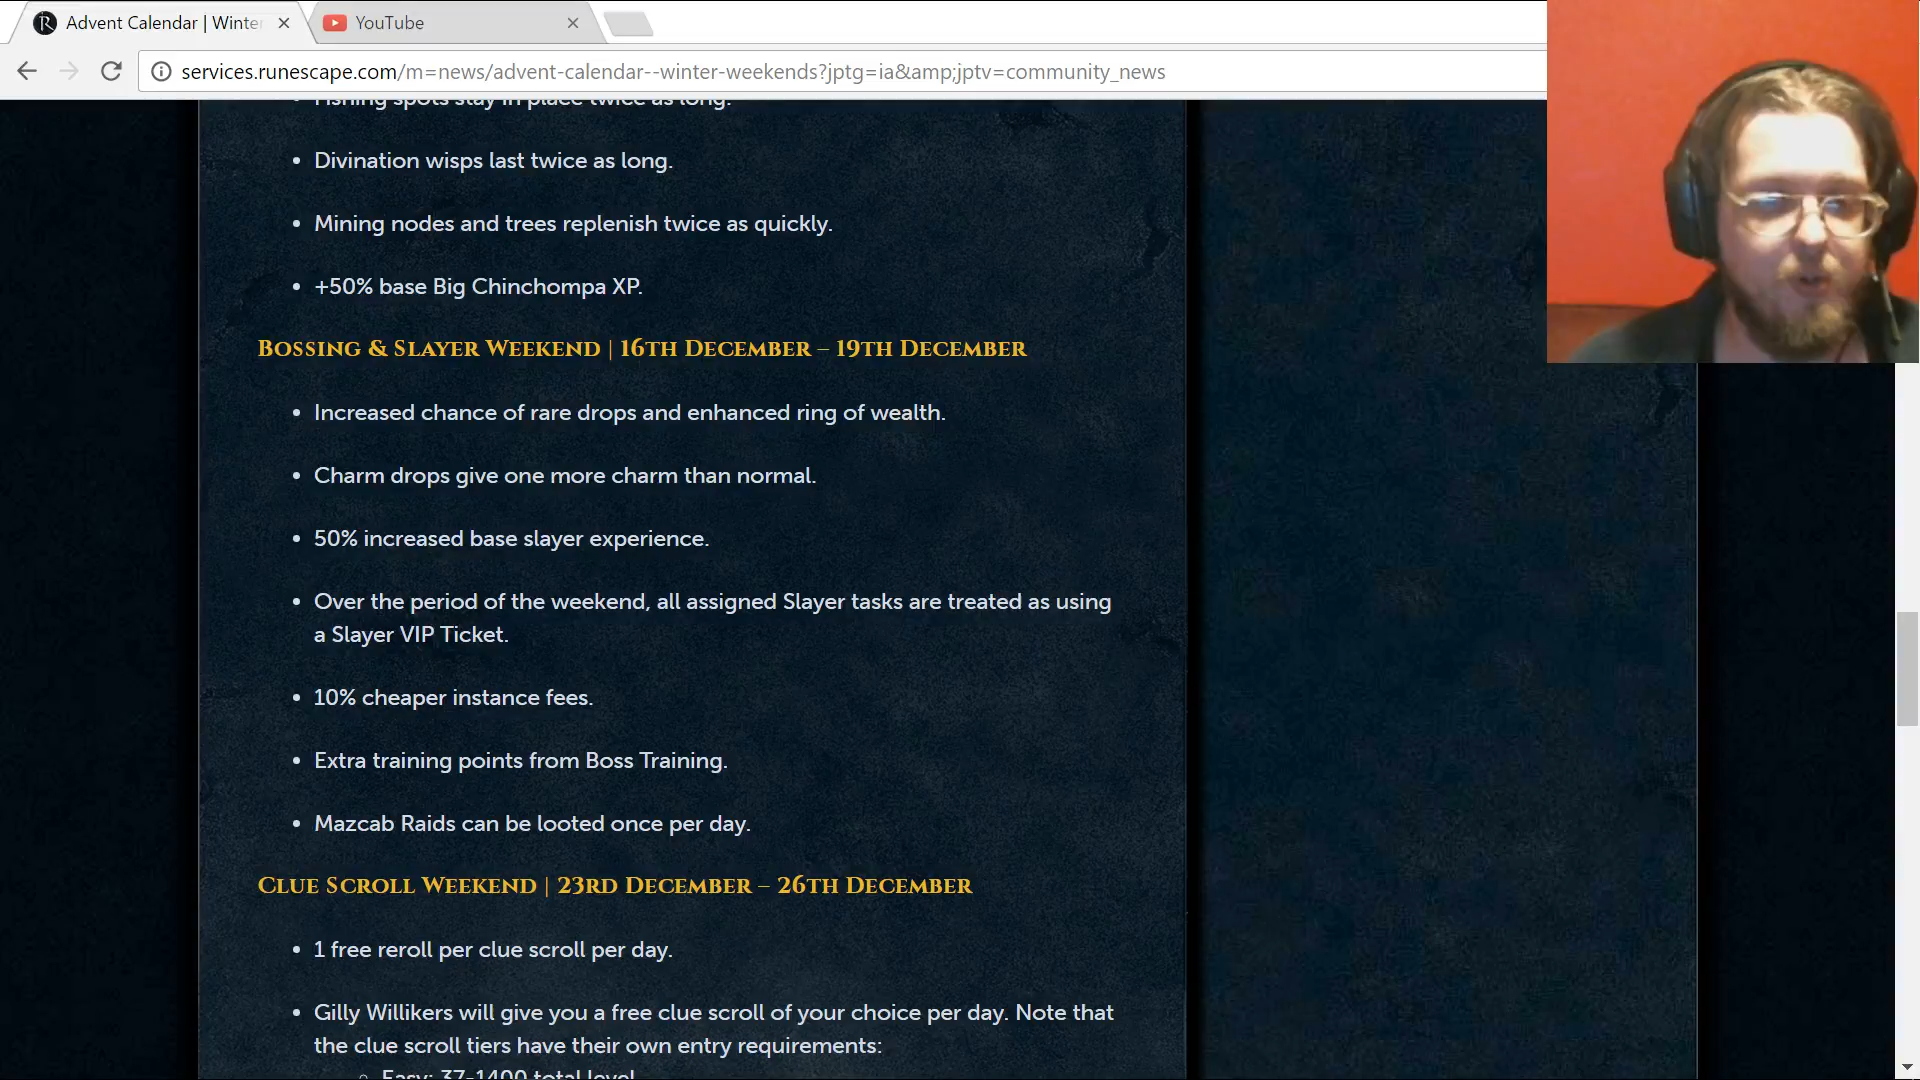 Advent Calendar | Winte
YouTube
services.runescape.com/m=news/advent-calendar--winter-weekends?jptg=ia&amp;jptv=community_news
Fishing spots stay in place twice as long.
• Divination wisps last twice as long.
• Mining nodes and trees replenish twice as quickly.
• +50% base Big Chinchompa XP.
Bossing & Slayer Weekend | 16th December – 19th December
• Increased chance of rare drops and enhanced ring of wealth.
• Charm drops give one more charm than normal.
• 50% increased base slayer experience.
• Over the period of the weekend, all assigned Slayer tasks are treated as using
a Slayer VIP Ticket.
• 10% cheaper instance fees.
• Extra training points from Boss Training.
• Mazcab Raids can be looted once per day.
Clue Scroll Weekend | 23rd December – 26th December
• 1 free reroll per clue scroll per day.
• Gilly Willikers will give you a free clue scroll of your choice per day. Note that
the clue scroll tiers have their own entry requirements:
Easy: 37-1400 total level